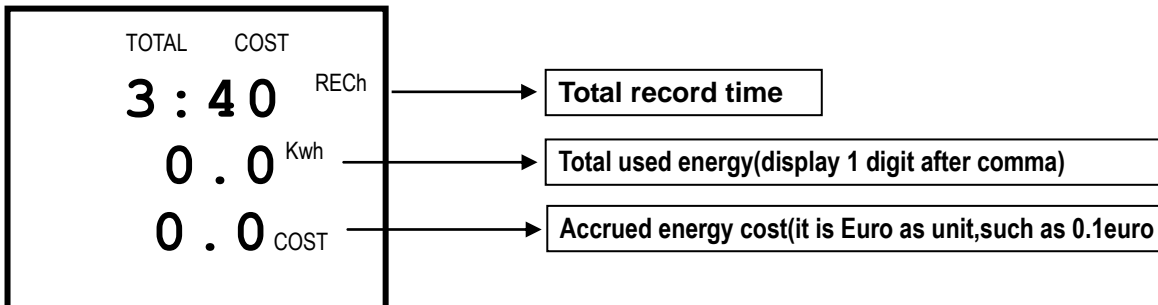 TOTAL COST
3:40 RECh
Total record time
0.0 Kwh
Total used energy(display 1 digit after comma)
0.0 COST
Accrued energy cost(it is Euro as unit,such as 0.1euro